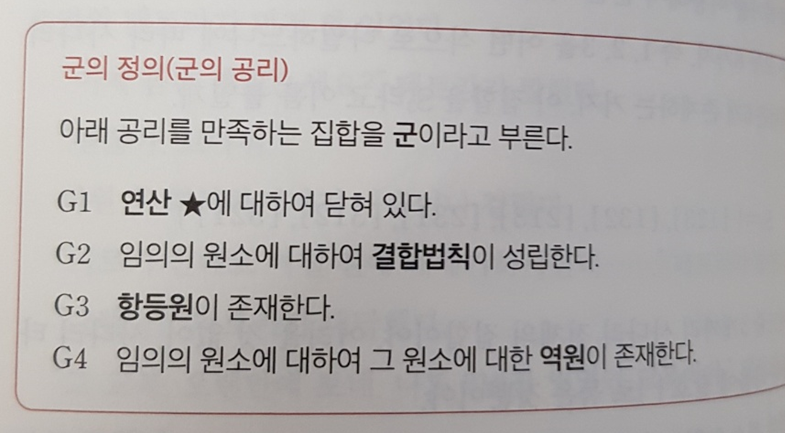 군의 정의(군의 공리)
아래 공리를 만족하는 집합을 군이라고 부른다.
G1 연산 ★에 대하여 닫혀 있다.
G2 임의의 원소에 대하여 결합법칙이 성립한다.
G3 항등원이 존재한다.
G4 임의의 원소에 대하여 그 원소에 대한 역원이 존재한다.